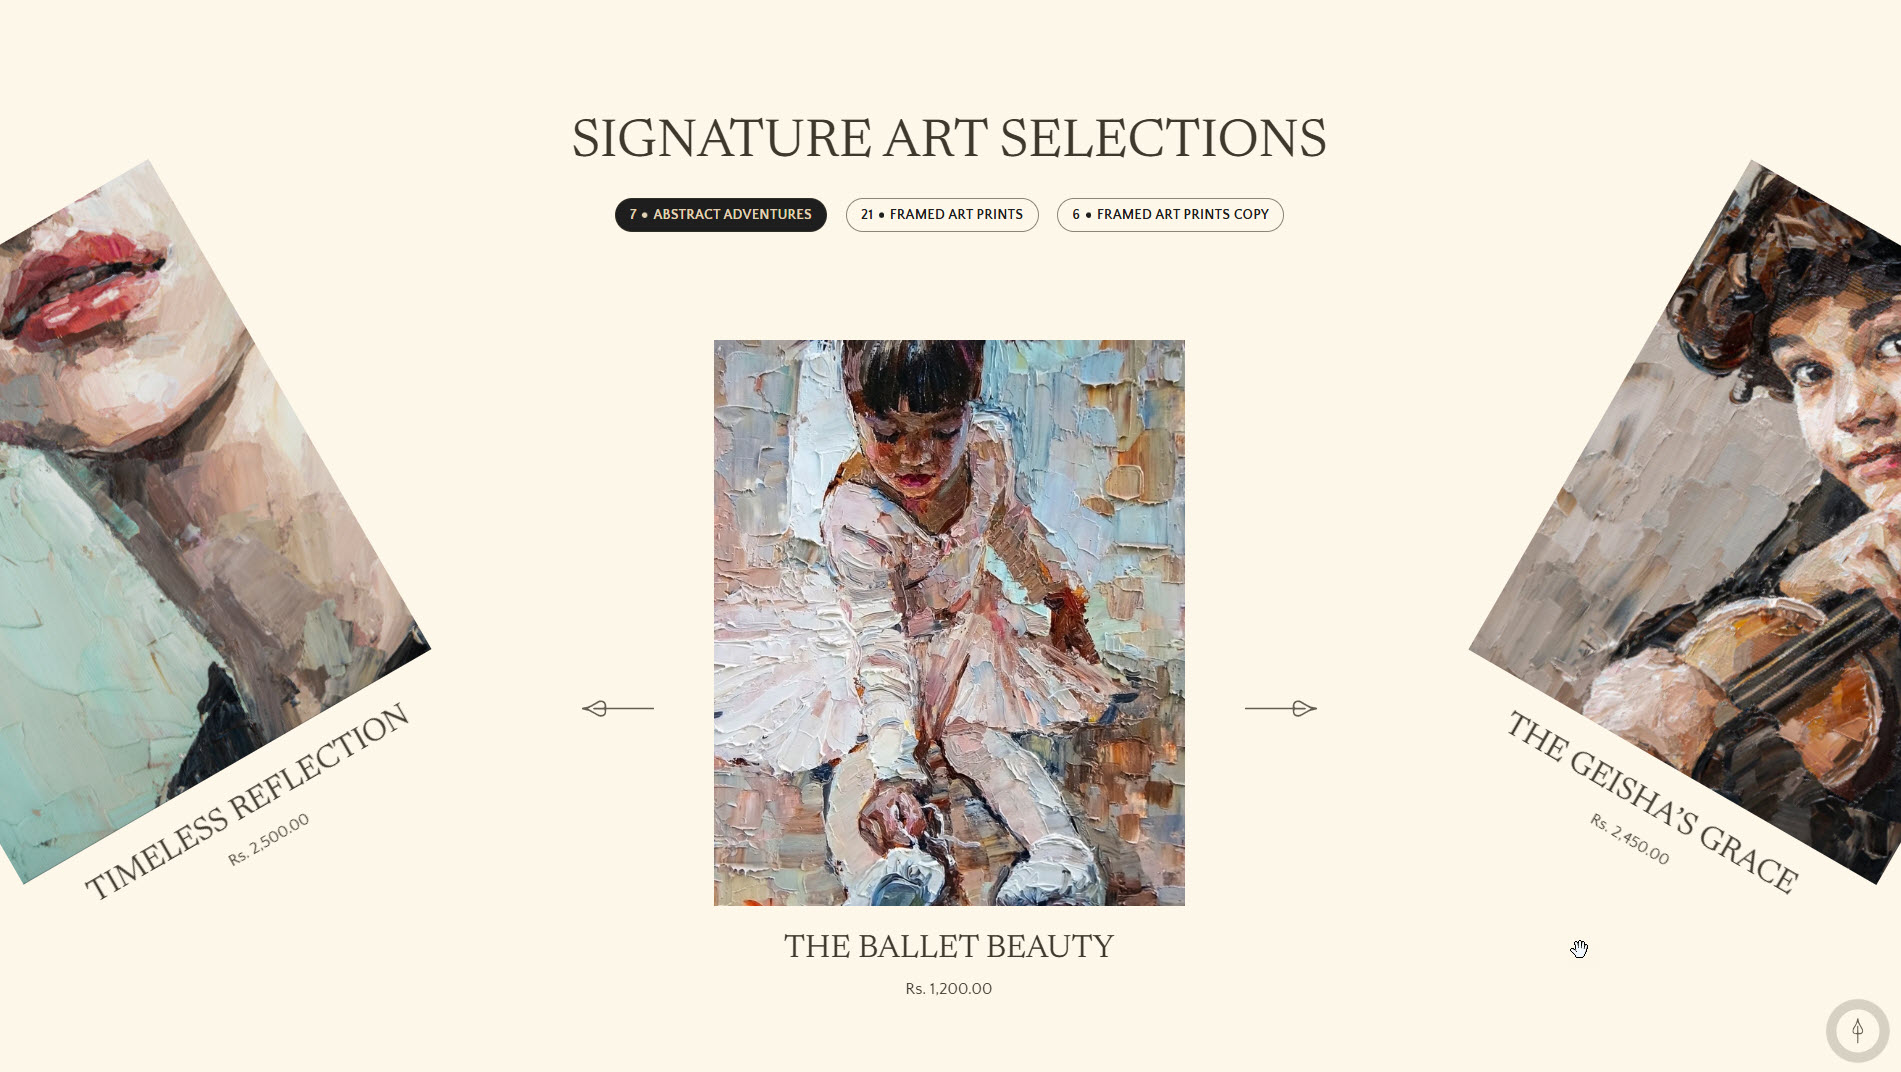 SIGNATURE ART SELECTIONS
7 • ABSTRACT ADVENTURES
21 • FRAMED ART PRINTS
6 • FRAMED ART PRINTS COPY
TIMELESS REFLECTION
Rs. 2,500.00
THE BALLET BEAUTY
Rs. 1,200.00
THE GEISHA’S GRACE
Rs. 2,450.00